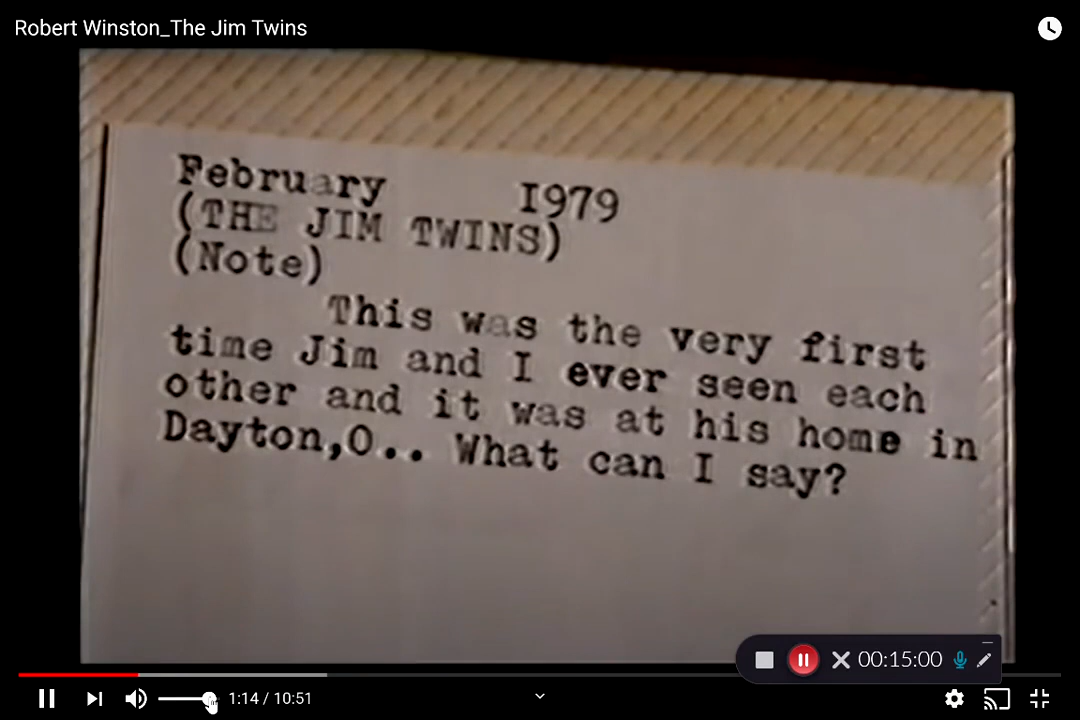 Robert Winston_The Jim Twins
February 1979
(THE JIM TWINS)
(Note)
This was the very first
time Jim and I ever seen each
other and it was at his home in
Dayton,O... What can I say?
00:15:00
1:14 / 10:51